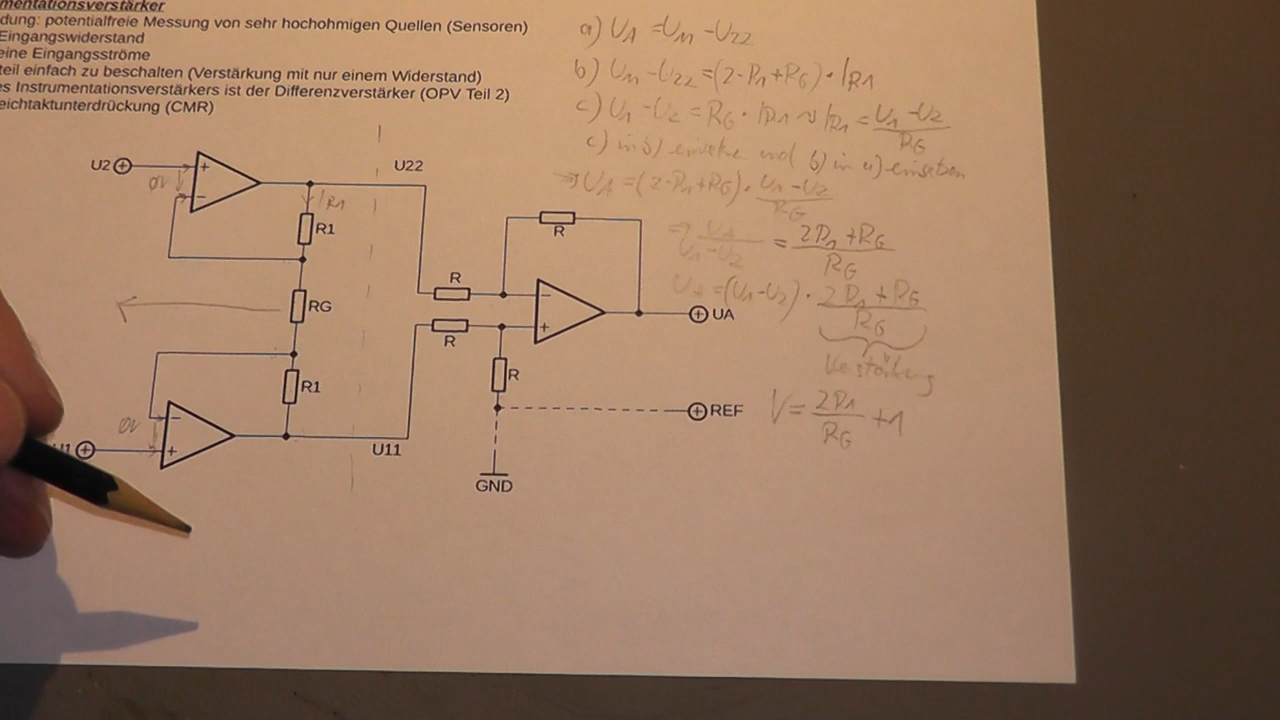 mentationsverstärker
dung: potentialfreie Messung von sehr hochohmigen Quellen (Sensoren)
Eingangswiderstand
eine Eingangsströme
teil einfach zu beschalten (Verstärkung mit nur einem Widerstand)
es Instrumentationsverstärkers ist der Differenzverstärker (OPV Teil 2)
eichtaktunterdrückung (CMR)
a) UA = U11 - U22
b) U11 - U22 = (2·R1+RG)·IR1
c) U1 - U2 = RG · IR1 ~> IR1 = U1 - U2 / RG
c) in b) einsetze und b) in a) einsetzen
=> UA = (2·R1+RG) · U1 - U2 / RG
=> UA / U1 - U2 = 2R1 + RG / RG
UA = (U1-U2) · 2R1 + RG / RG
Verstärkung
V = 2R1 / RG + 1
U2
+
-
0V
IR1
U22
R1
R
RG
R
-
+
UA
R
R1
R
REF
0V
-
+
U1
U11
GND